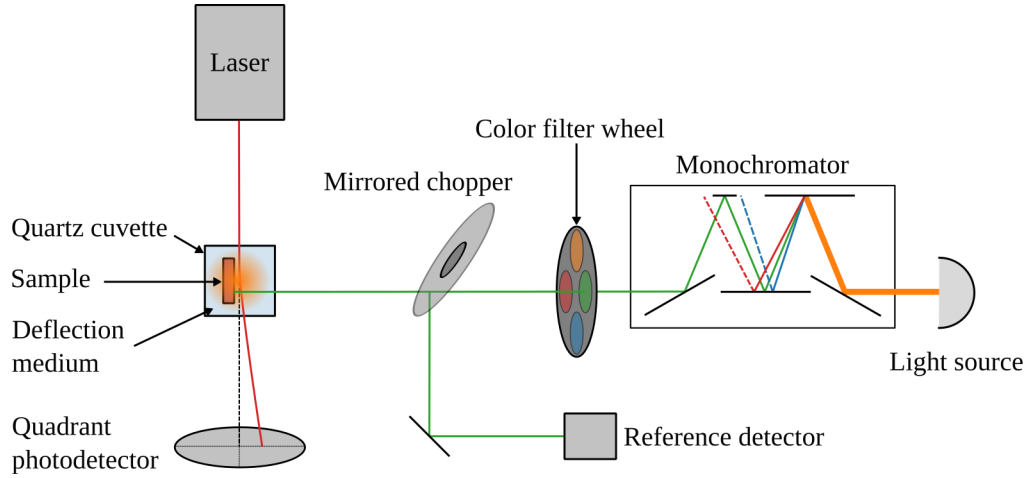 Laser
Color filter wheel
Monochromator
Mirrored chopper
Quartz cuvette
Sample
Deflection
medium
Light source
Quadrant
photodetector
Reference detector